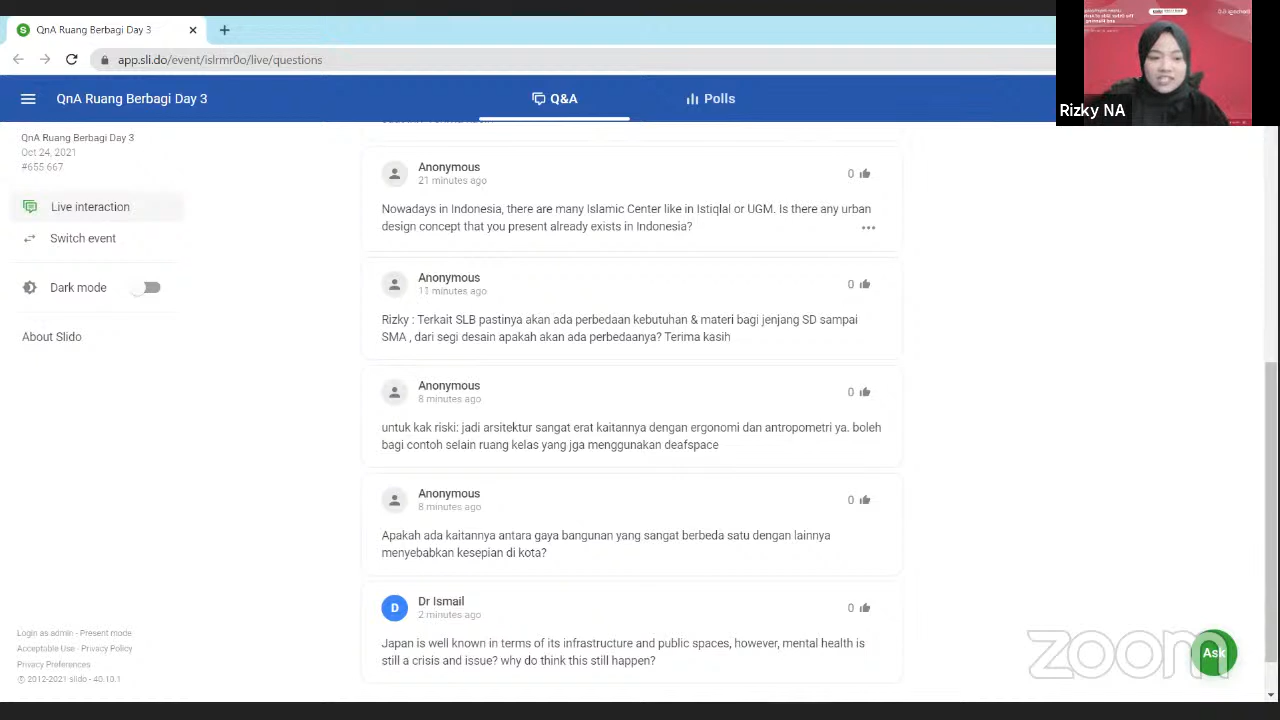 QnA Ruang Berbagi Day 3
app.sli.do/event/islrmr0o/live/questions
QnA Ruang Berbagi Day 3
Q&A
Polls
Rizky NA
QnA Ruang Berbagi Day 3
Oct 24, 2021
#655 667
Live interaction
Switch event
Dark mode
About Slido
Anonymous
21 minutes ago
0
Nowadays in Indonesia, there are many Islamic Center like in Istiqlal or UGM. Is there any urban
design concept that you present already exists in Indonesia?
Anonymous
11 minutes ago
0
Rizky : Terkait SLB pastinya akan ada perbedaan kebutuhan & materi bagi jenjang SD sampai
SMA , dari segi desain apakah akan ada perbedaanya? Terima kasih
Anonymous
8 minutes ago
0
untuk kak riski: jadi arsitektur sangat erat kaitannya dengan ergonomi dan antropometri ya. boleh
bagi contoh selain ruang kelas yang jga menggunakan deafspace
Anonymous
8 minutes ago
0
Apakah ada kaitannya antara gaya bangunan yang sangat berbeda satu dengan lainnya
menyebabkan kesepian di kota?
D
Dr Ismail
2 minutes ago
0
Japan is well known in terms of its infrastructure and public spaces, however, mental health is
still a crisis and issue? why do think this still happen?
Login as admin - Present mode
Acceptable Use - Privacy Policy
Privacy Preferences
© 2012-2021 slido - 40.10.1
zoom
Ask